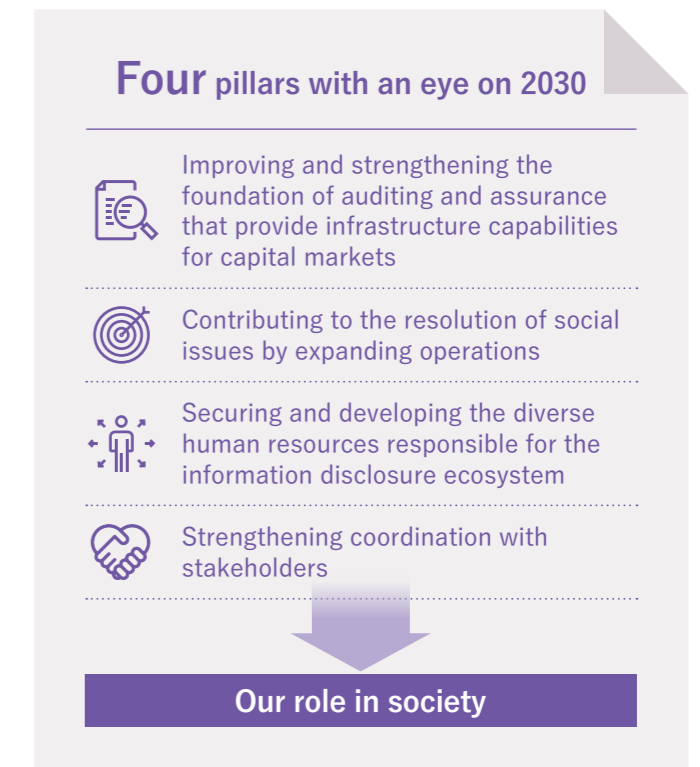 Four pillars with an eye on 2030
Improving and strengthening the
foundation of auditing and assurance
that provide infrastructure capabilities
for capital markets
Contributing to the resolution of social
issues by expanding operations
Securing and developing the diverse
human resources responsible for the
information disclosure ecosystem
Strengthening coordination with
stakeholders
Our role in society